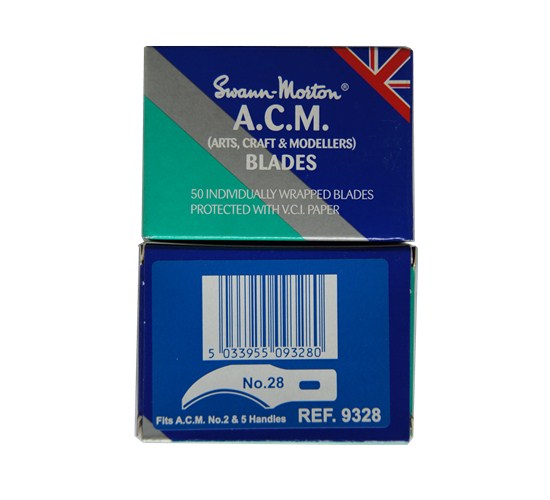 Swann-Morton®
A.C.M.
(ARTS, CRAFT & MODELLERS)
BLADES
50 INDIVIDUALLY WRAPPED BLADES
PROTECTED WITH V.C.I. PAPER
5 033955 093280
No.28
Fits A.C.M. No.2 & 5 Handles
REF. 9328